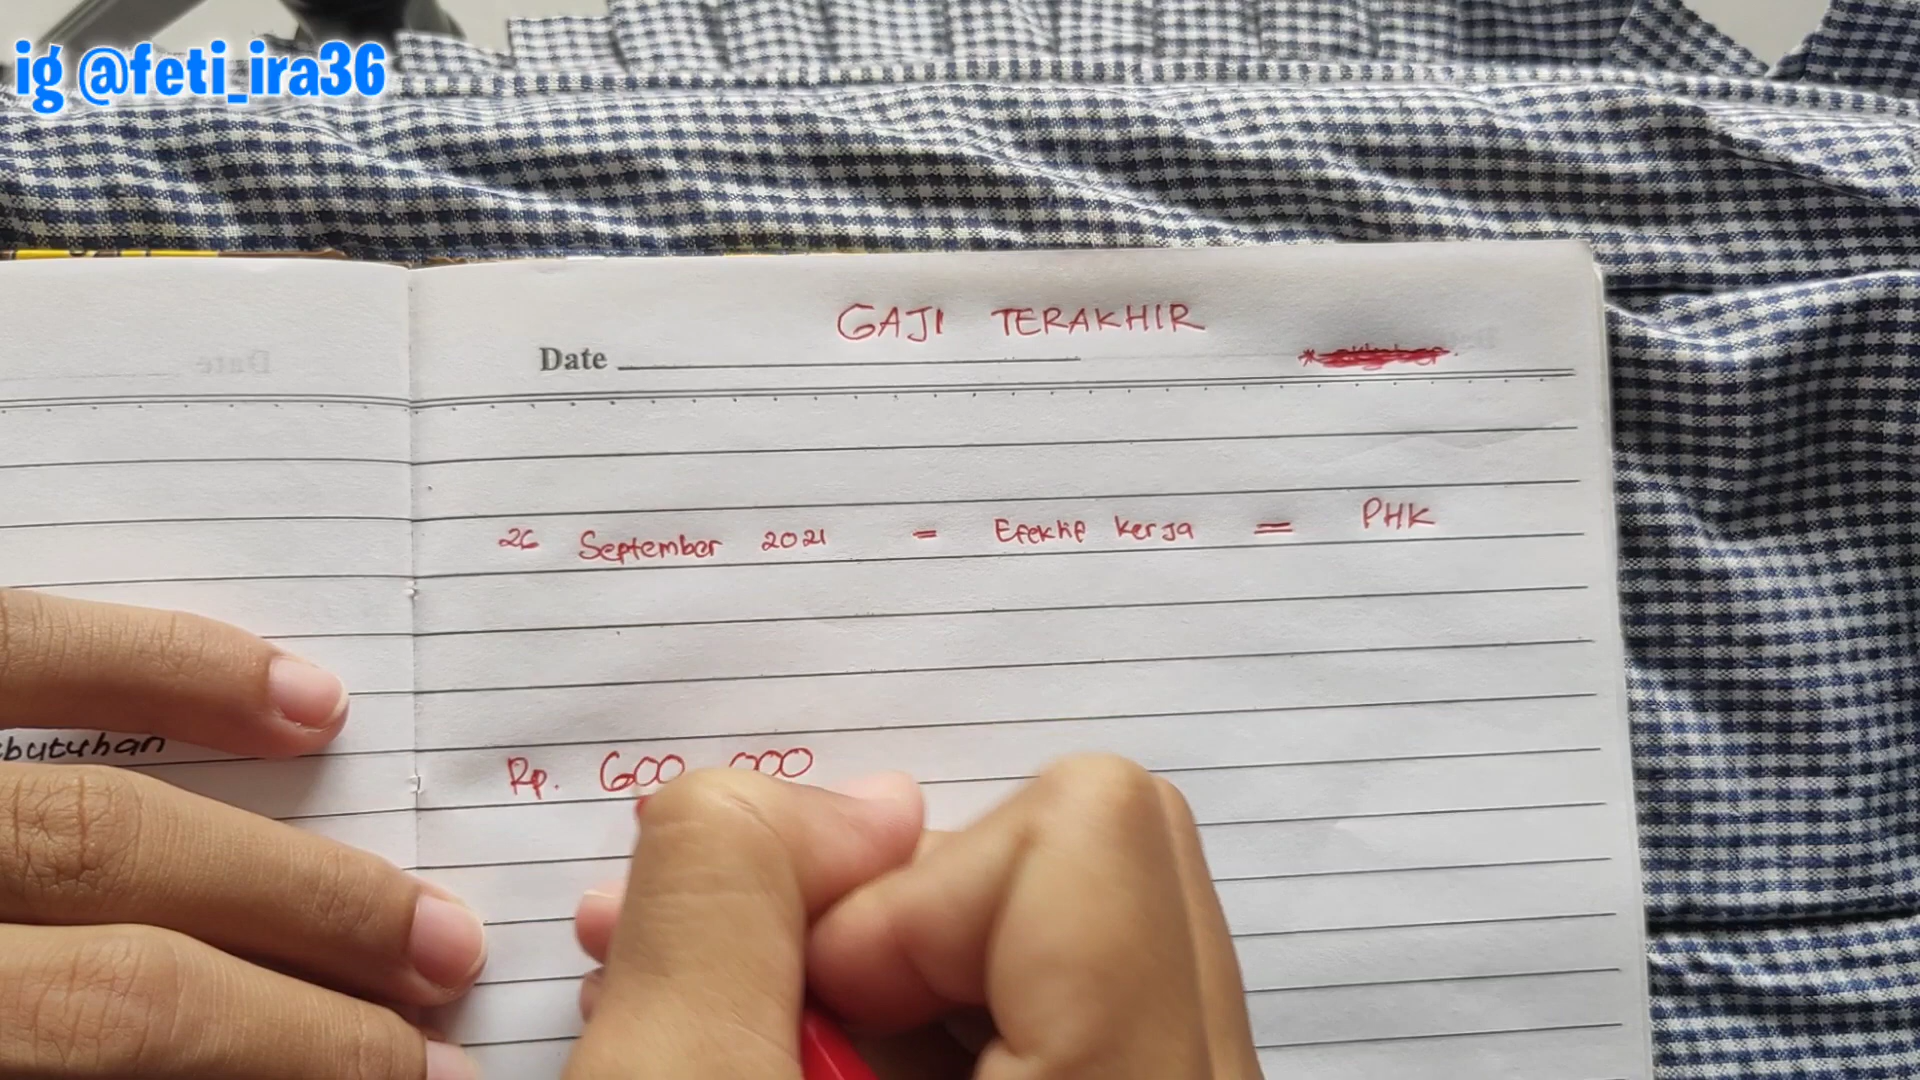 ig @feti_ira36
GAJI TERAKHIR
Date
26 September 2021 = Efektif kerja = PHK
butuhan
Rp. 600.000